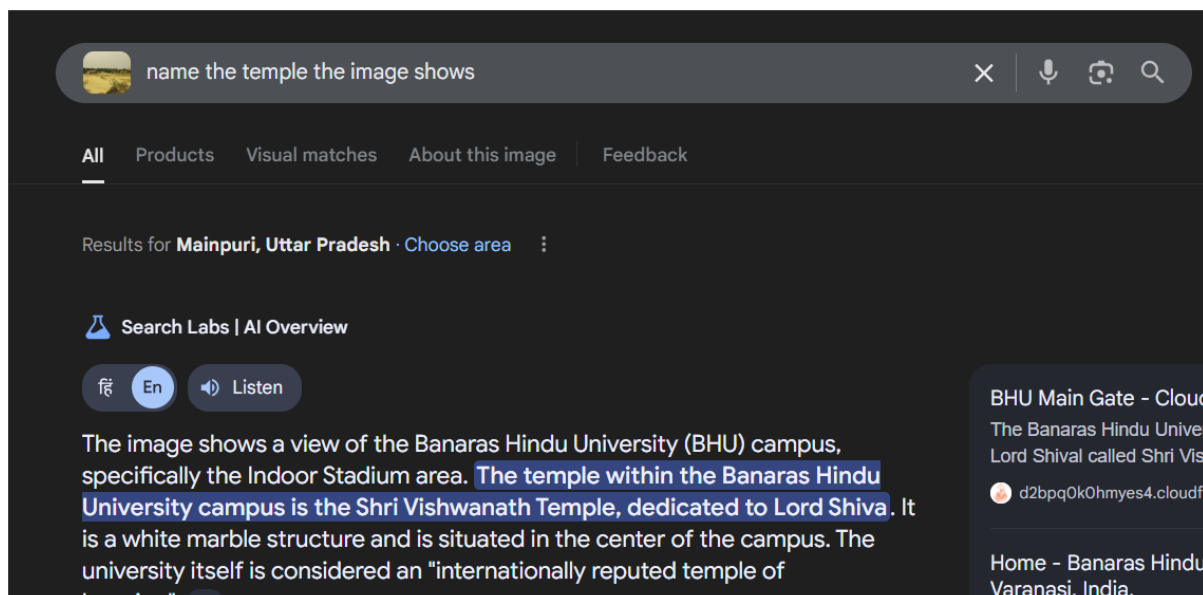 name the temple the image shows
All Products Visual matches About this image Feedback
Results for Mainpuri, Uttar Pradesh · Choose area
Search Labs | AI Overview
हिं En Listen
The image shows a view of the Banaras Hindu University (BHU) campus,
specifically the Indoor Stadium area. The temple within the Banaras Hindu
University campus is the Shri Vishwanath Temple, dedicated to Lord Shiva. It
is a white marble structure and is situated in the center of the campus. The
university itself is considered an "internationally reputed temple of
BHU Main Gate - Cloud
The Banaras Hindu Univer
Lord Shival called Shri Vis
d2bpq0k0hmyes4.cloudf
Home - Banaras Hindu
Varanasi, India.